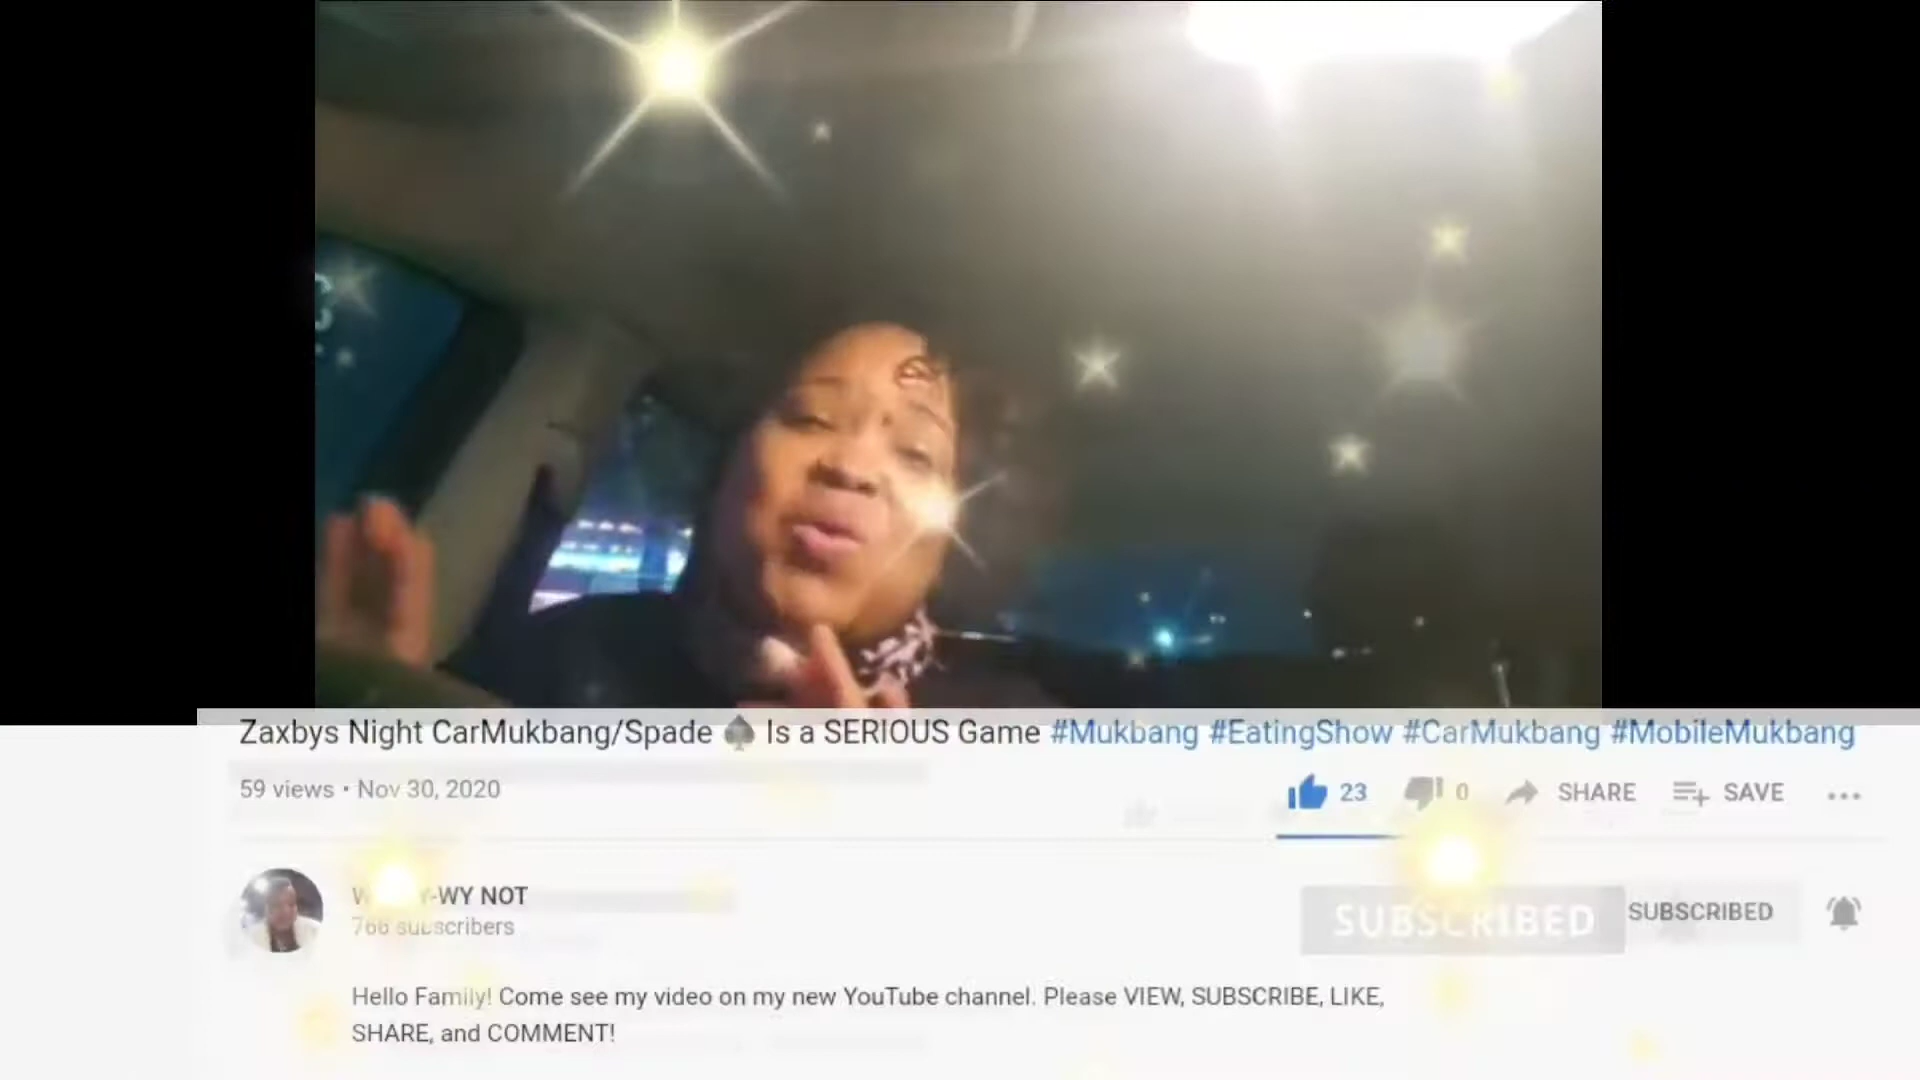 Zaxbys Night CarMukbang/Spade ♠ Is a SERIOUS Game #Mukbang #EatingShow #CarMukbang #MobileMukbang
59 views • Nov 30, 2020
23 0 SHARE SAVE
-WY NOT
766 subscribers
SUBSCRIBED SUBSCRIBED
Hello Family! Come see my video on my new YouTube channel. Please VIEW, SUBSCRIBE, LIKE,
SHARE, and COMMENT!